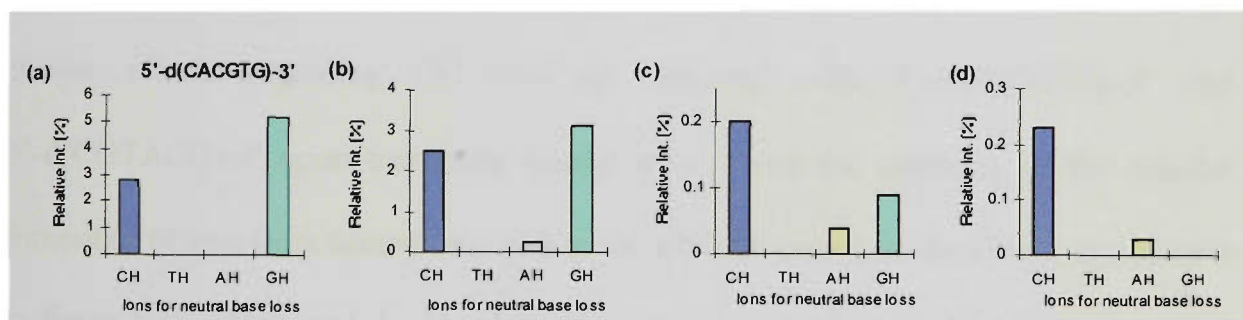 (a) 5'-d(CACGTG)-3'
Relative Int. (%)
6
5
4
3
2
1
0
CH TH AH GH
Ions for neutral base loss
(b)
Relative Int. (%)
4
3
2
1
0
CH TH AH GH
Ions for neutral base loss
(c)
Relative Int. (%)
0.2
0.1
0
CH TH AH GH
Ions for neutral base loss
(d)
Relative Int. (%)
0.3
0.2
0.1
0
CH TH AH GH
Ions for neutral base loss